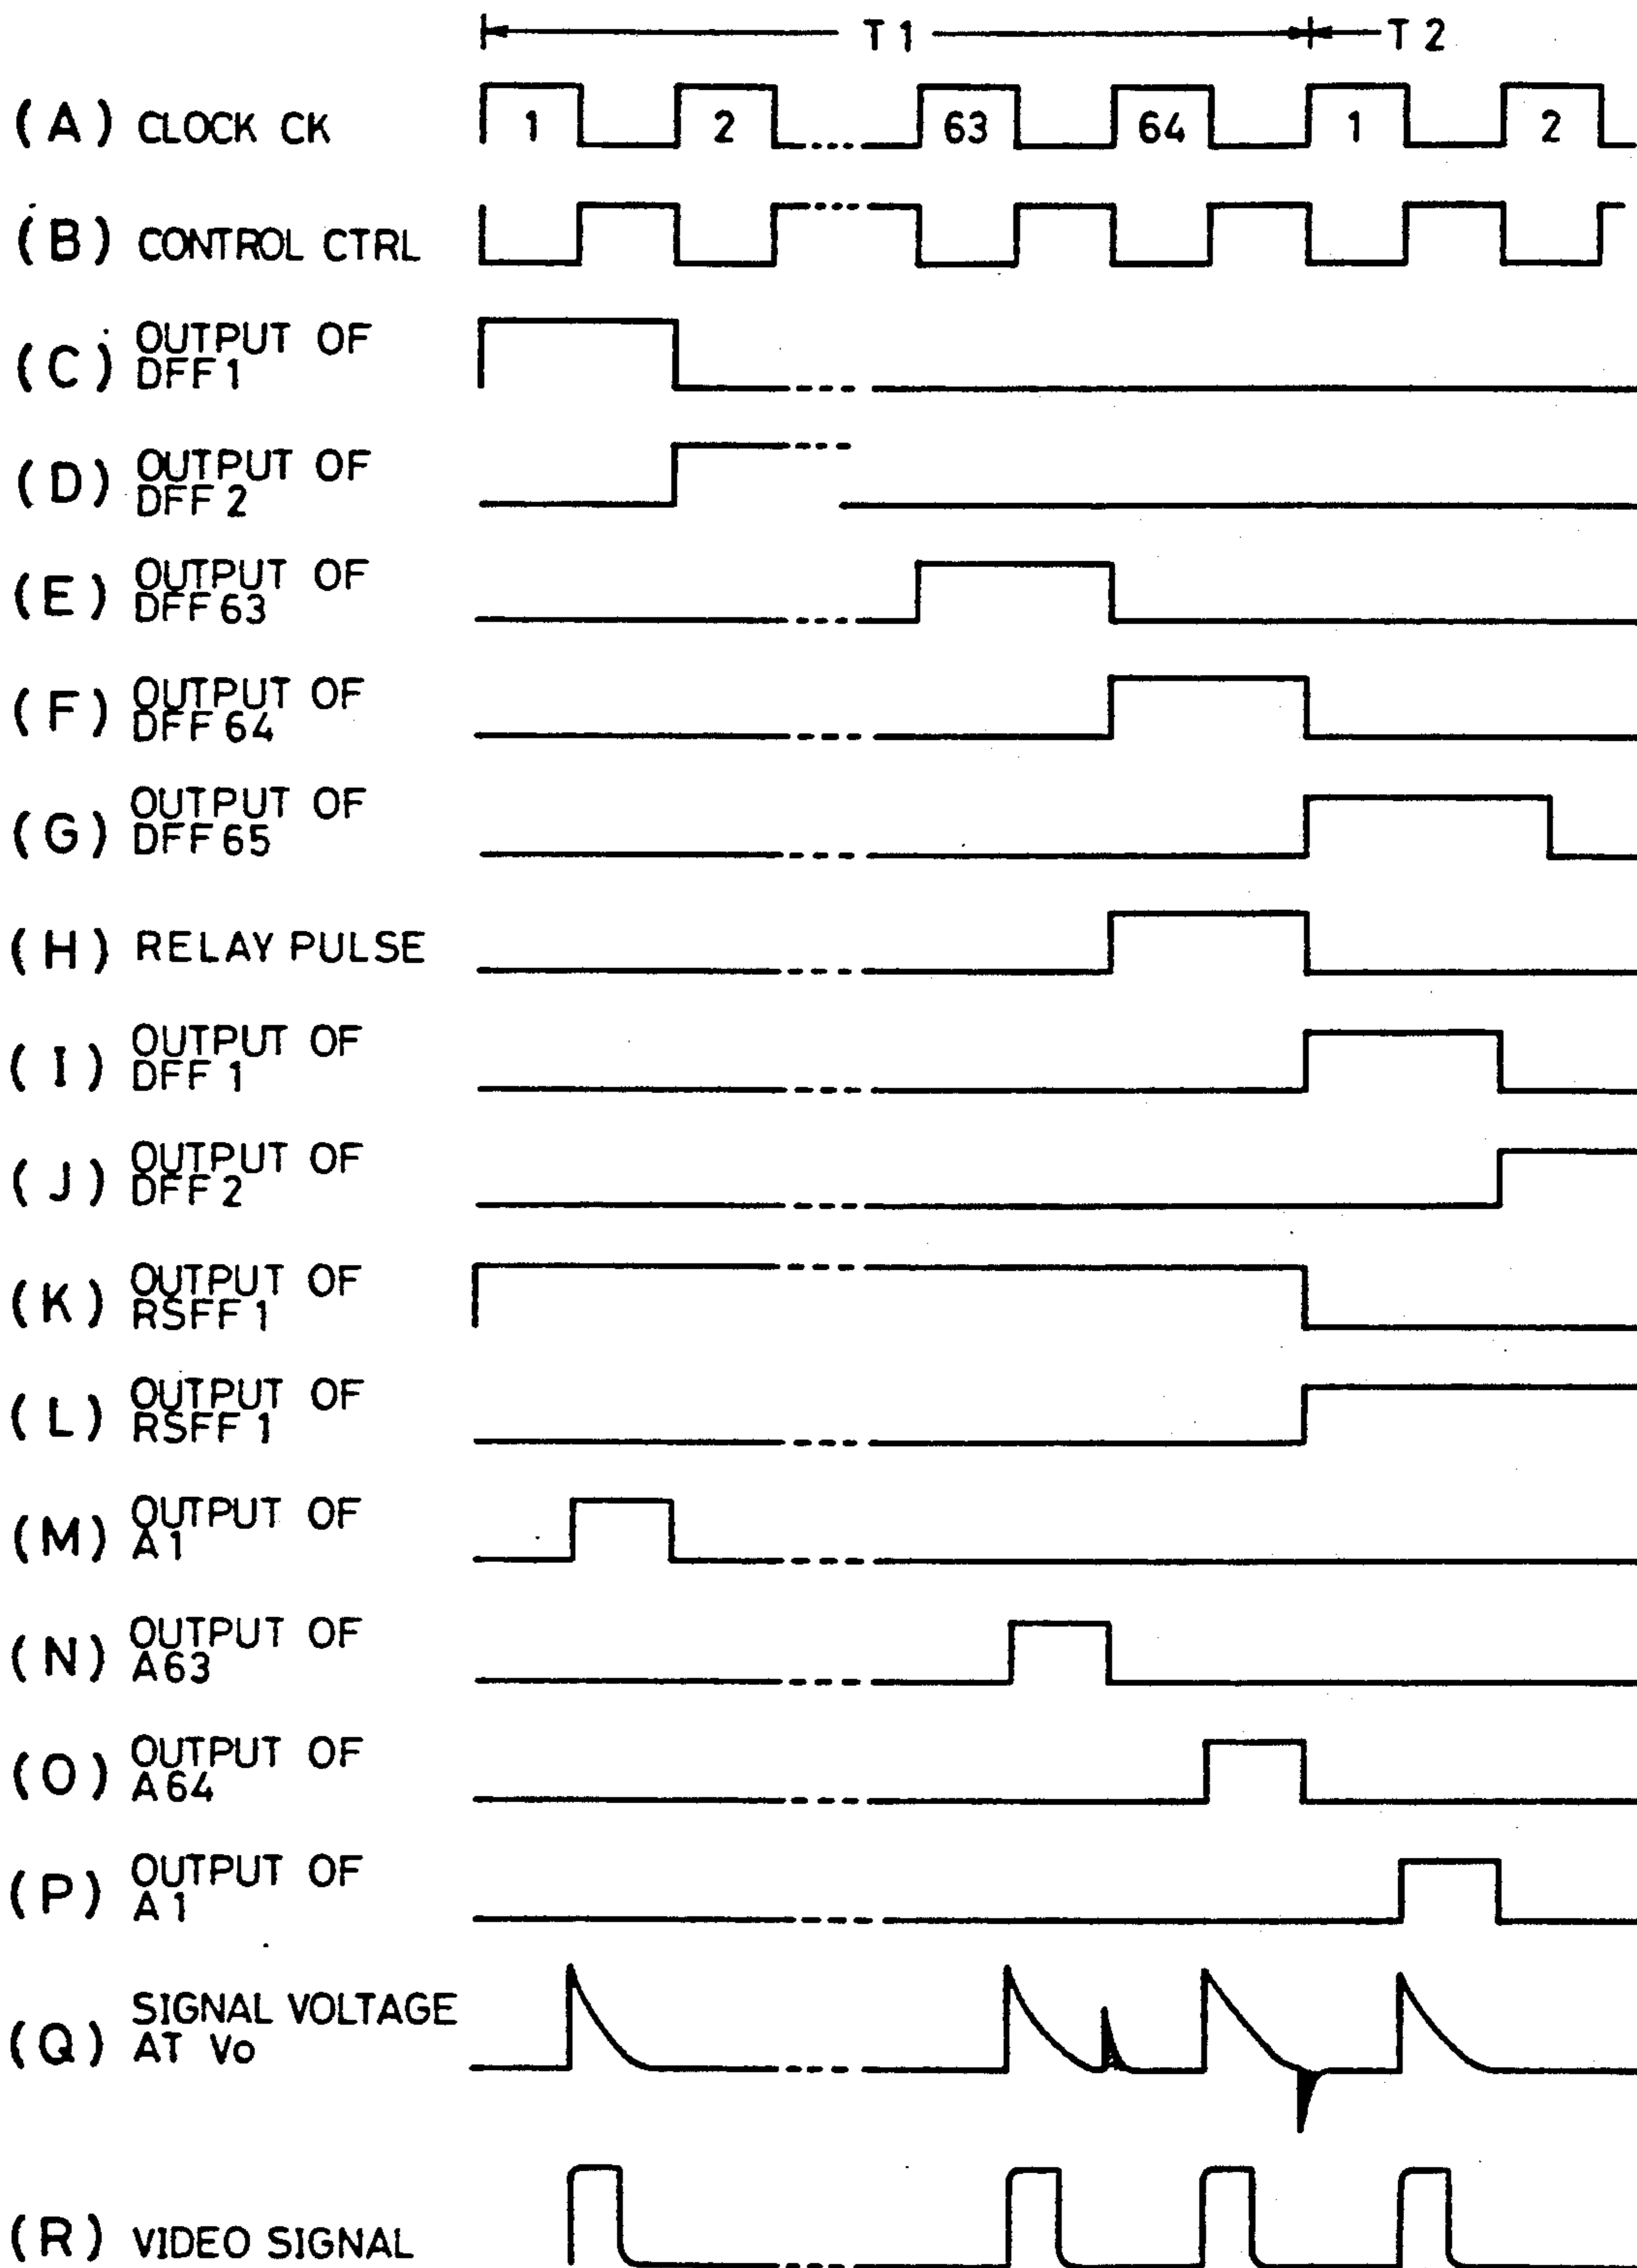 T1 T2
(A) CLOCK CK 1 2 63 64 1 2
(B) CONTROL CTRL
(C) OUTPUT OF
DFF1
(D) OUTPUT OF
DFF2
(E) OUTPUT OF
DFF63
(F) OUTPUT OF
DFF64
(G) OUTPUT OF
DFF65
(H) RELAY PULSE
(I) OUTPUT OF
DFF1
(J) OUTPUT OF
DFF2
(K) OUTPUT OF
RSFF1
(L) OUTPUT OF
RSFF1
(M) OUTPUT OF
A1
(N) OUTPUT OF
A63
(O) OUTPUT OF
A64
(P) OUTPUT OF
A1
(Q) SIGNAL VOLTAGE
AT Vo
(R) VIDEO SIGNAL